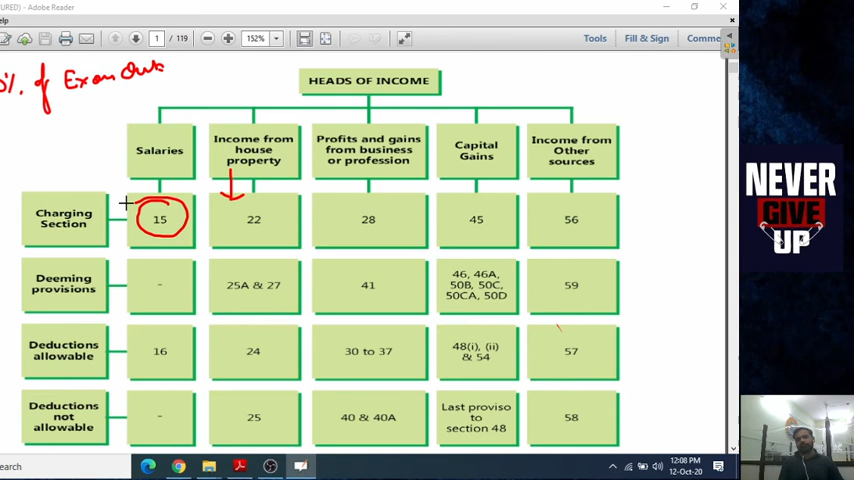 URED) - Adobe Reader
elp
1 / 119
152%
Tools
Fill & Sign
Comme
%. of Exam
HEADS OF INCOME
Salaries
Income from
house
property
Profits and gains
from business
or profession
Capital
Gains
Income from
Other
sources
Charging
Section
15
22
28
45
56
Deeming
provisions
-
25A & 27
41
46, 46A,
50B, 50C,
50CA, 50D
59
Deductions
allowable
16
24
30 to 37
48(i), (ii)
& 54
57
Deductions
not
allowable
-
25
40 & 40A
Last proviso
to
section 48
58
NEVER
GIVE
UP
earch
12:08 PM
12-Oct-20